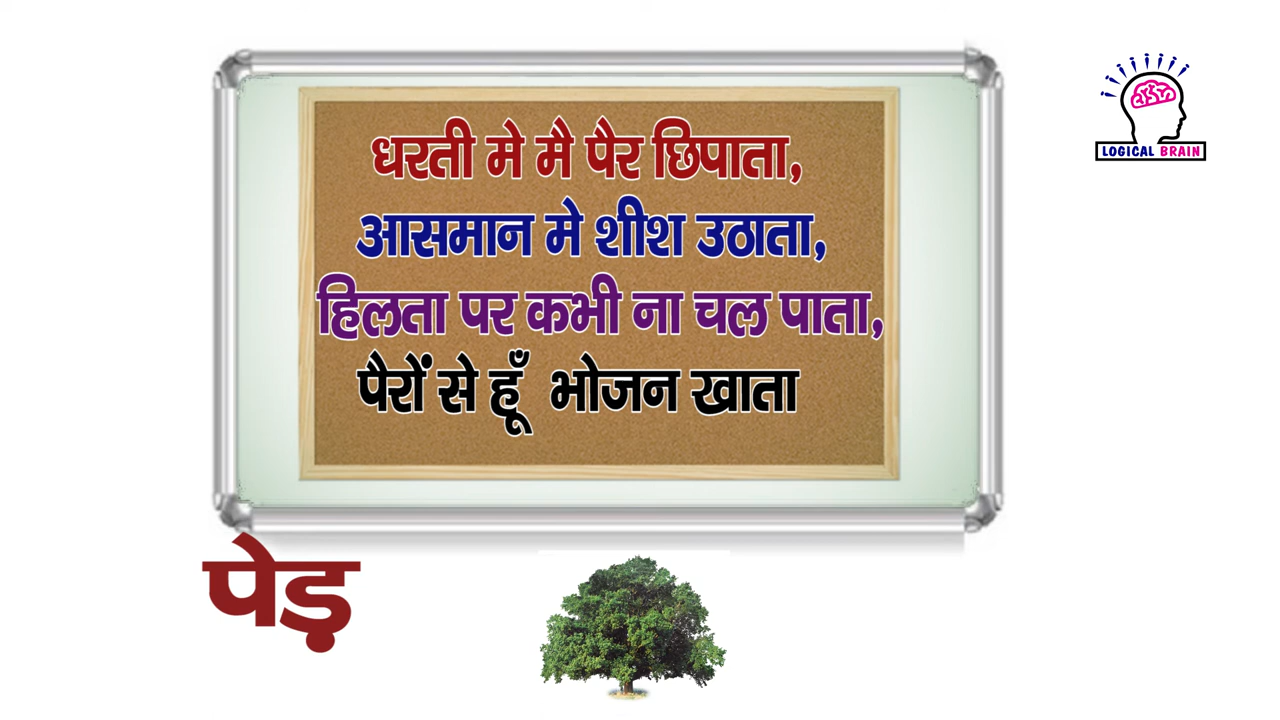 धरती मे मै पैर छिपाता,
आसमान मे शीश उठाता,
हिलता पर कभी ना चल पाता,
पैरों से हूँ भोजन खाता
पेड़
LOGICAL BRAIN